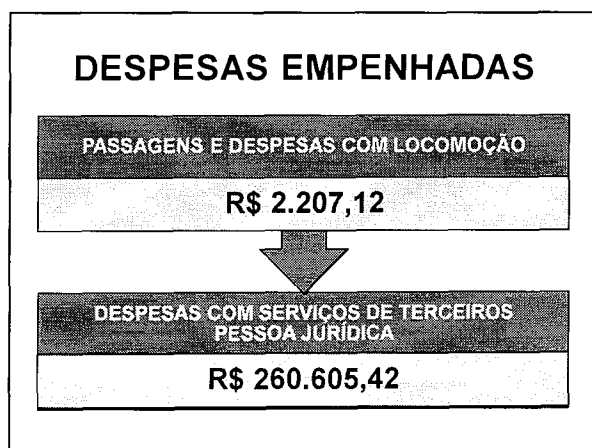 DESPESAS EMPENHADAS
PASSAGENS E DESPESAS COM LOCOMOÇÃO
R$ 2.207,12
DESPESAS COM SERVIÇOS DE TERCEIROS
PESSOA JURÍDICA
R$ 260.605,42